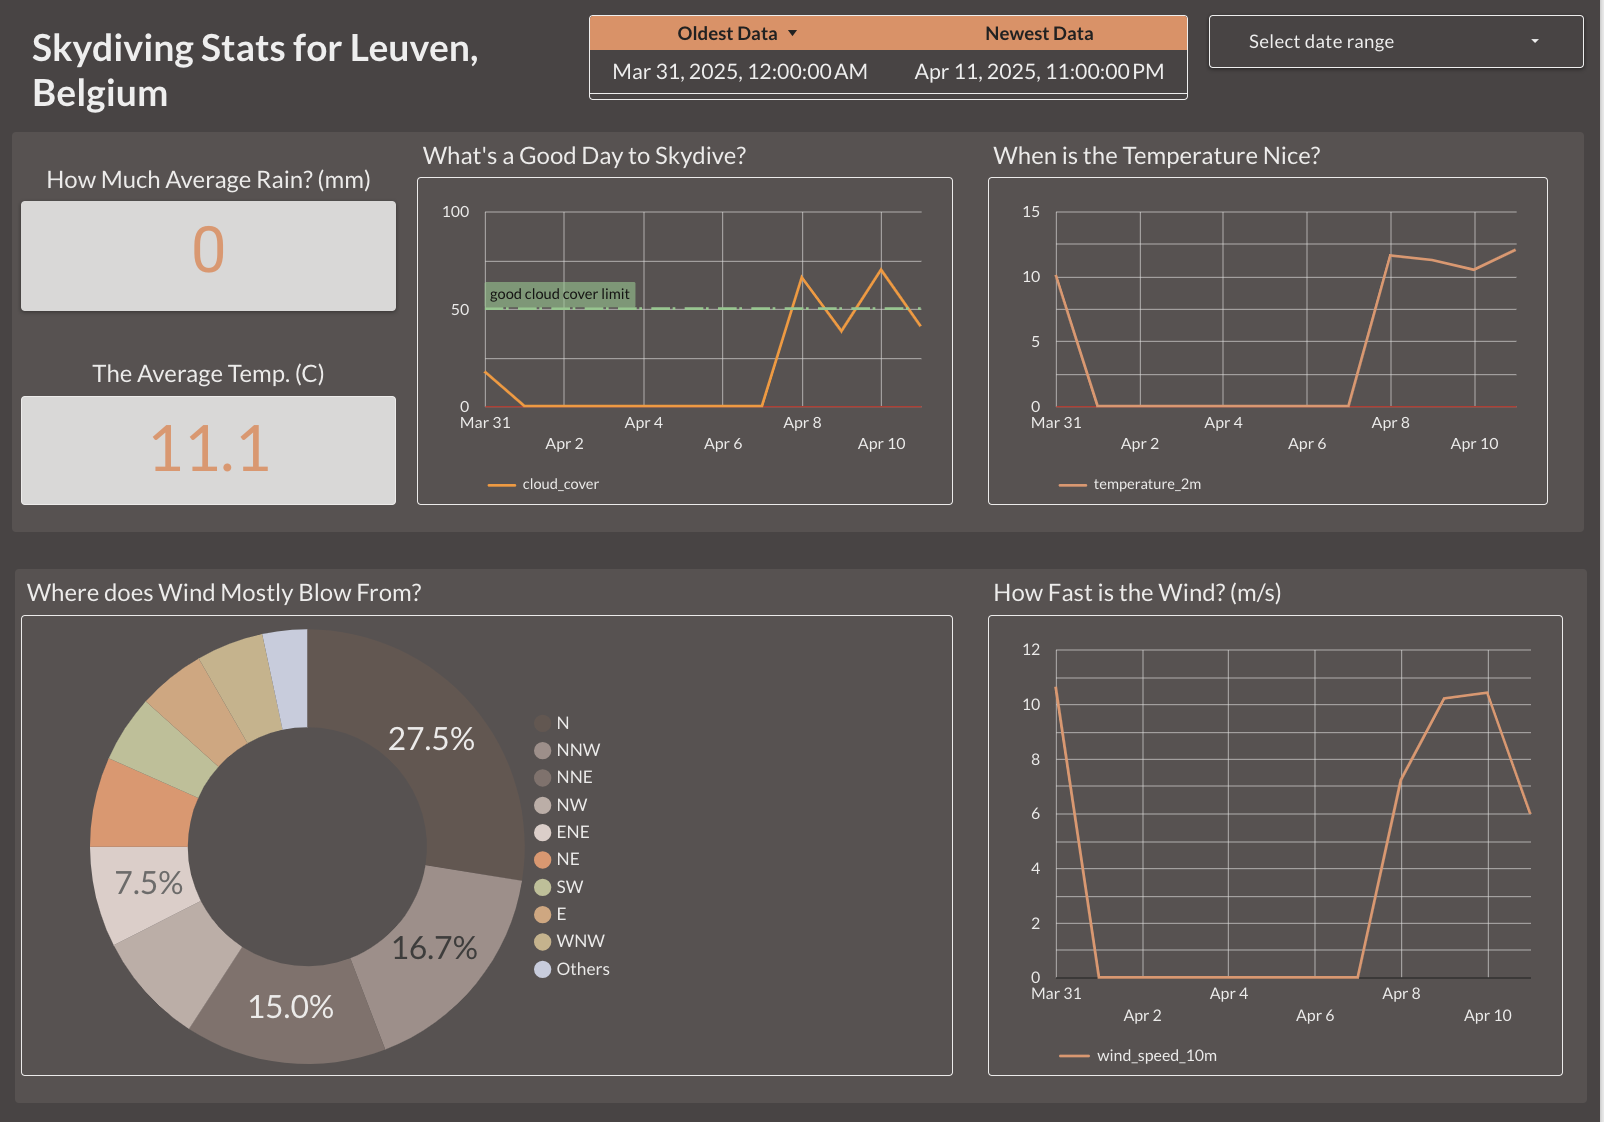 Skydiving Stats for Leuven,
Belgium
Oldest Data Newest Data
Mar 31, 2025, 12:00:00 AM Apr 11, 2025, 11:00:00 PM
Select date range
How Much Average Rain? (mm)
0
The Average Temp. (C)
11.1
What's a Good Day to Skydive?
100
good cloud cover limit
50
0
Mar 31 Apr 4 Apr 8
Apr 2 Apr 6 Apr 10
cloud_cover
When is the Temperature Nice?
15
10
5
0
Mar 31 Apr 4 Apr 8
Apr 2 Apr 6 Apr 10
temperature_2m
Where does Wind Mostly Blow From?
27.5%
7.5%
16.7%
15.0%
N
NNW
NNE
NW
ENE
NE
SW
E
WNW
Others
How Fast is the Wind? (m/s)
12
10
8
6
4
2
0
Mar 31 Apr 4 Apr 8
Apr 2 Apr 6 Apr 10
wind_speed_10m